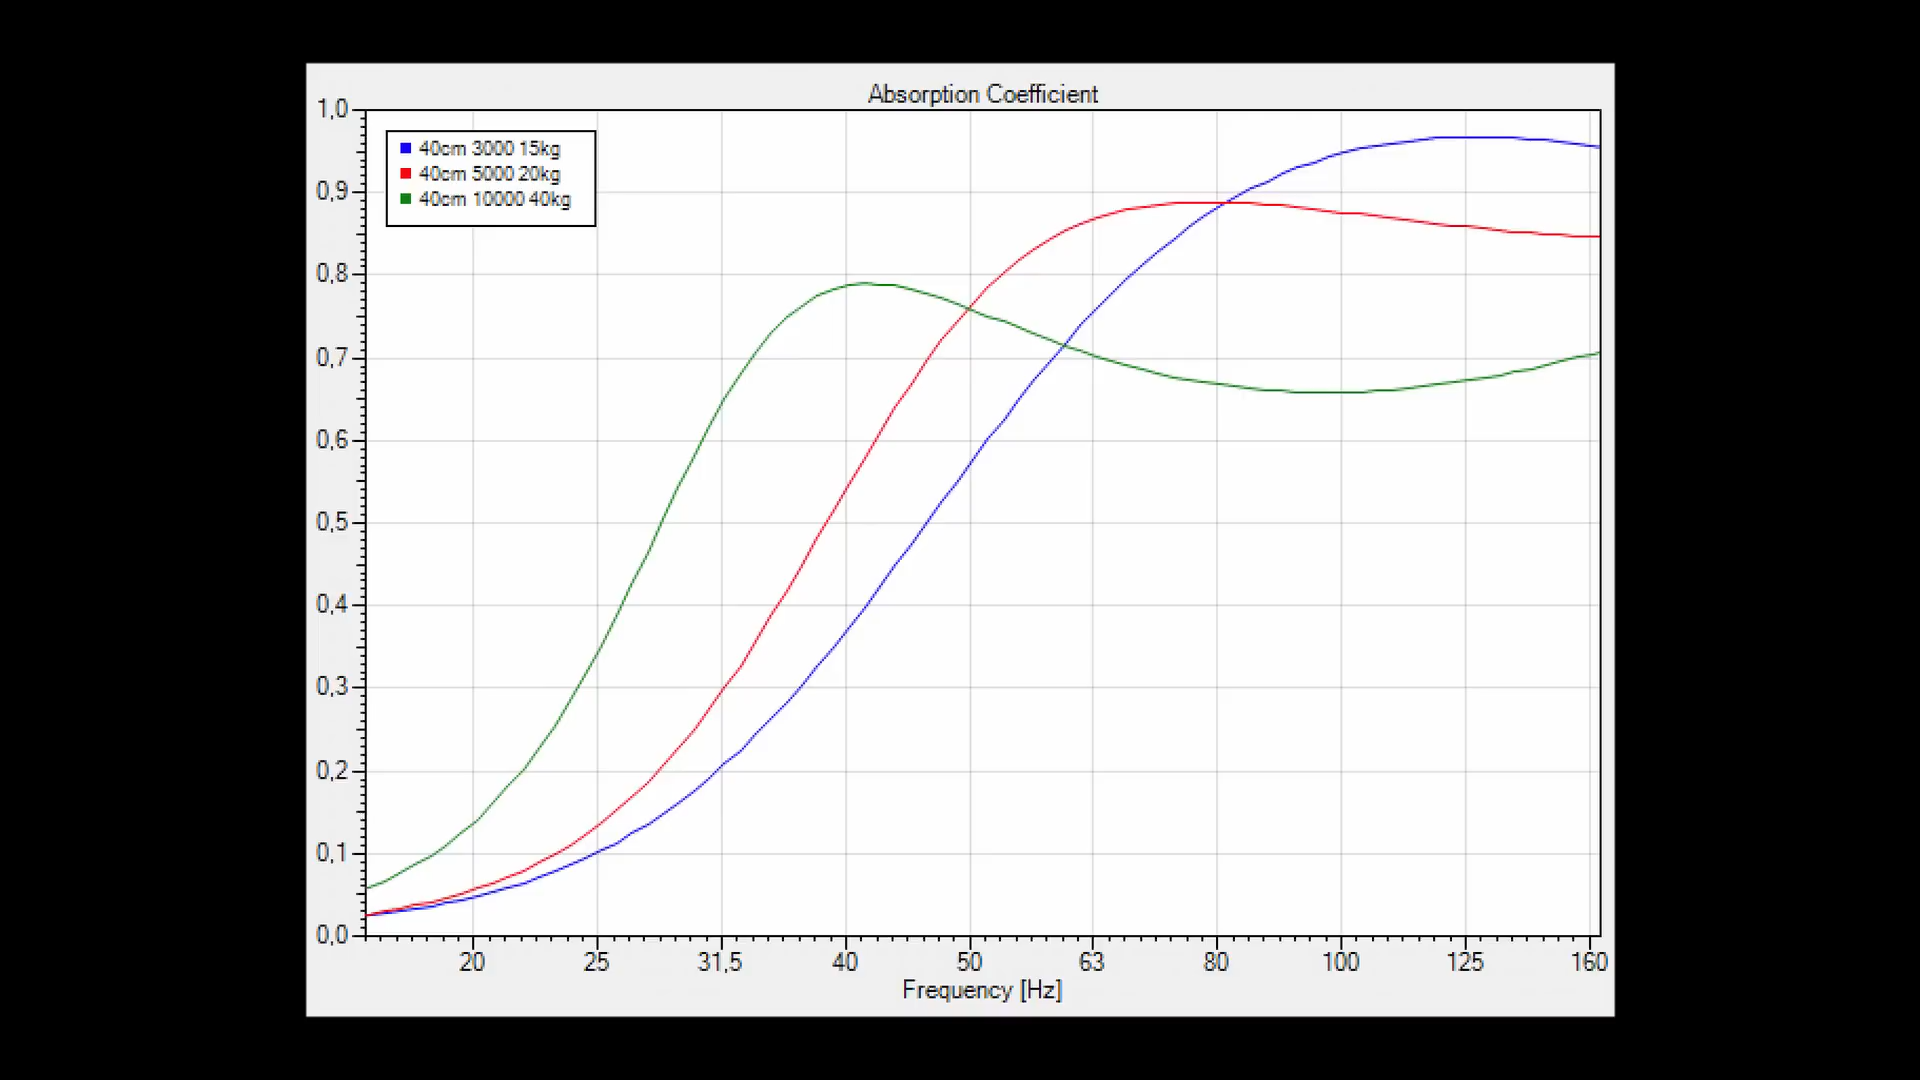 Absorption Coefficient
1,0
40cm 3000 15kg
40cm 5000 20kg
0,9
40cm 10000 40kg
0,8
0,7
0,6
0,5
0,4
0,3
0,2
0,1
0,0
20 25 31,5 40 50 63 80 100 125 160
Frequency [Hz]